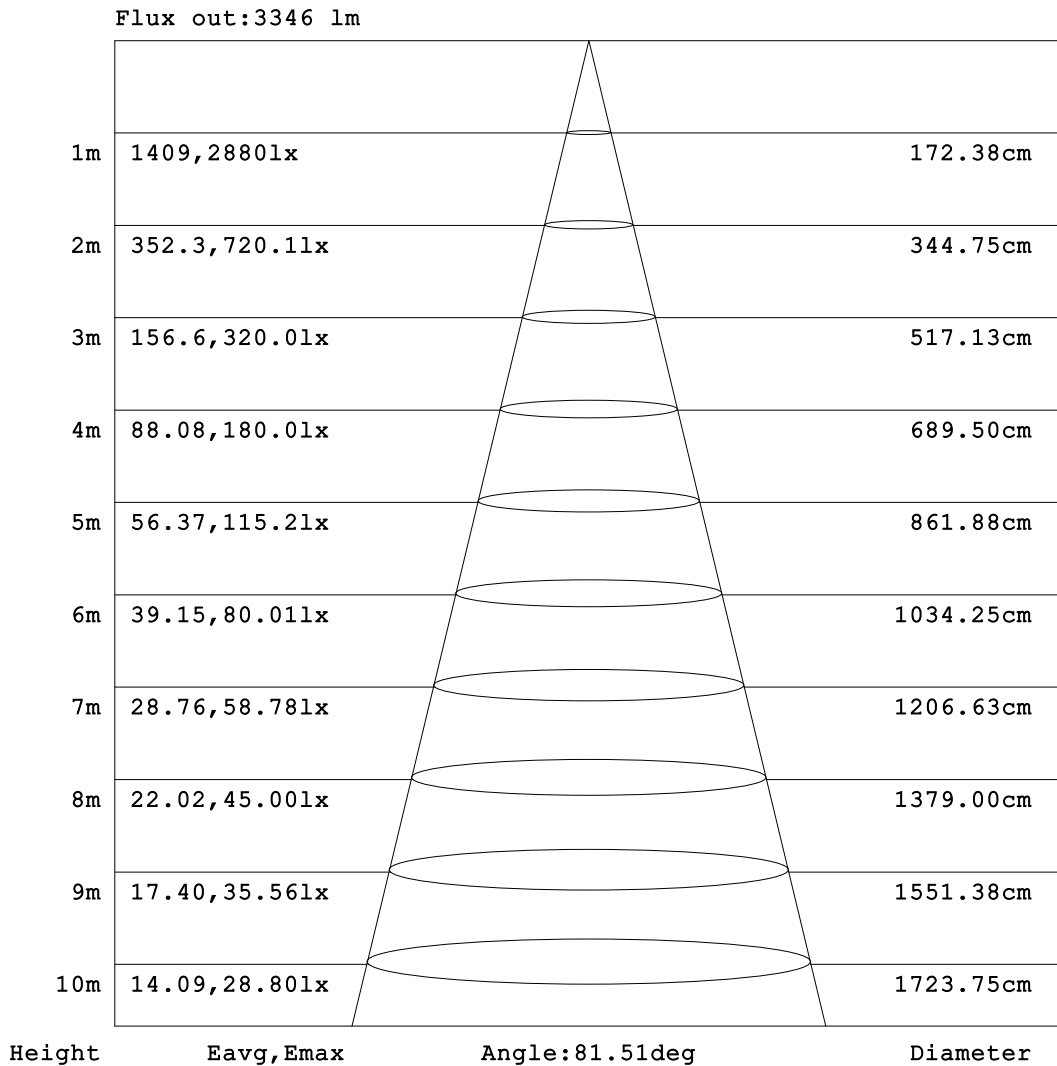 Flux out:3346 lm
1m 1409,2880lx 172.38cm
2m 352.3,720.1lx 344.75cm
3m 156.6,320.0lx 517.13cm
4m 88.08,180.0lx 689.50cm
5m 56.37,115.2lx 861.88cm
6m 39.15,80.01lx 1034.25cm
7m 28.76,58.78lx 1206.63cm
8m 22.02,45.00lx 1379.00cm
9m 17.40,35.56lx 1551.38cm
10m 14.09,28.80lx 1723.75cm
Height Eavg,Emax Angle:81.51deg Diameter